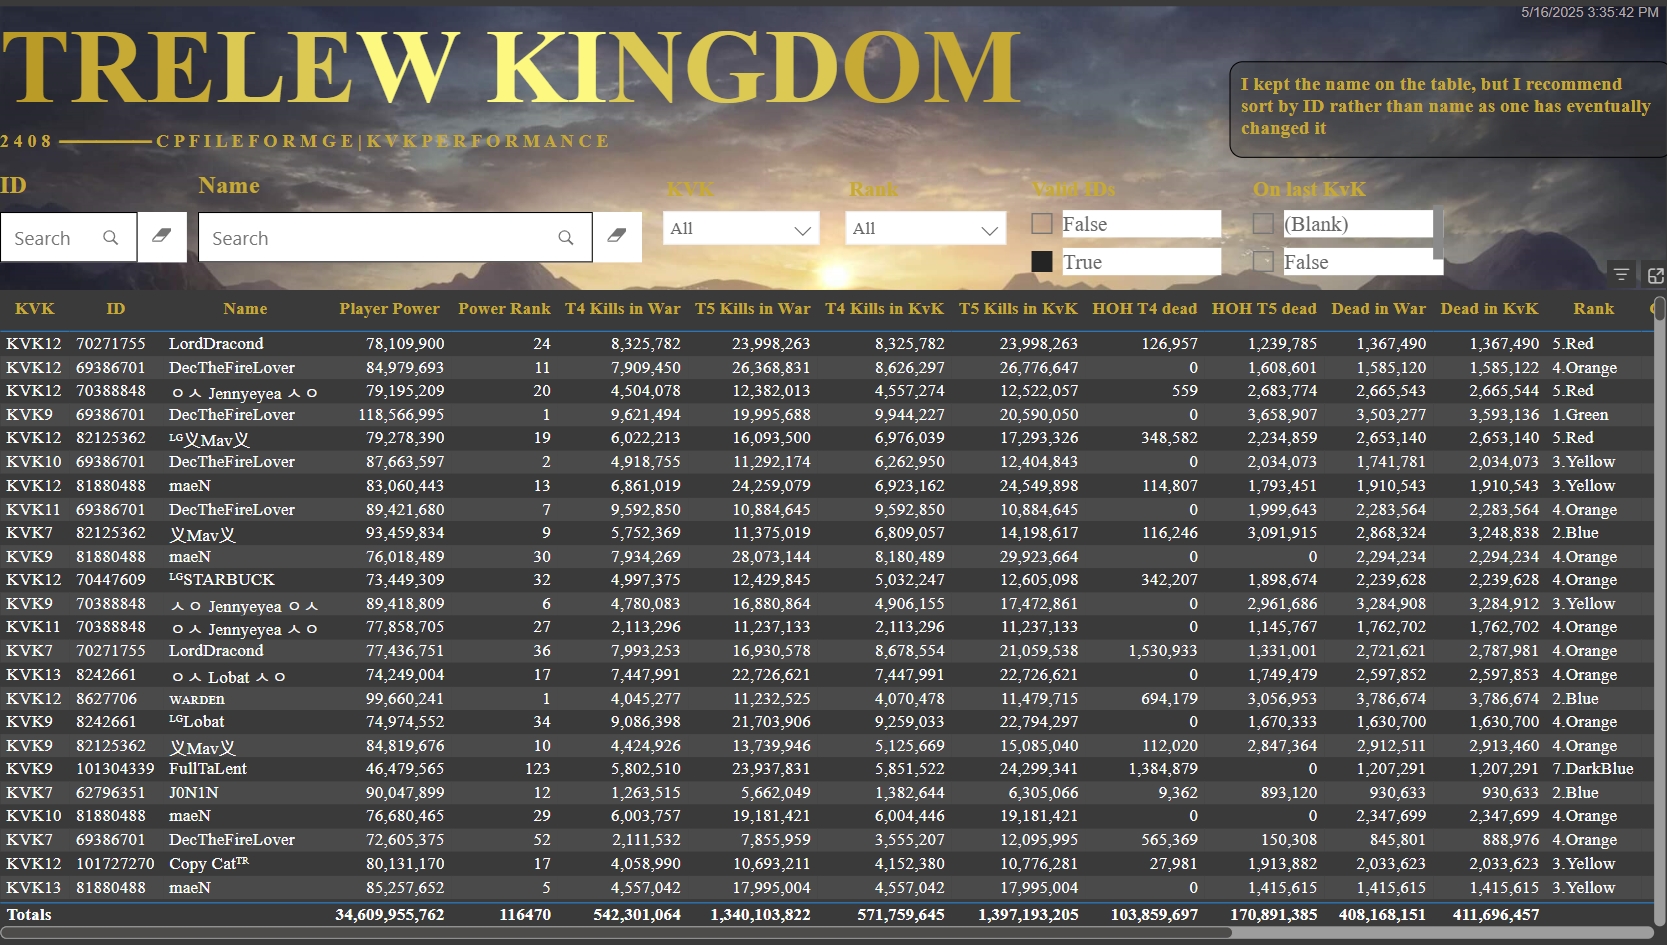 5/16/2025 3:35:42 PM
TRELEW KINGDOM
I kept the name on the table, but I recommend
sort by ID rather than name as one has eventually
changed it
2408 CPFILEFORMGE|KVKPERFORMANCE
ID Name KVK Rank Valid IDs On last KvK
Search Search All All False (Blank)
True False
KVK ID Name Player Power Power Rank T4 Kills in War T5 Kills in War T4 Kills in KvK T5 Kills in KvK HOH T4 dead HOH T5 dead Dead in War Dead in KvK Rank
KVK12 70271755 LordDracond 78,109,900 24 8,325,782 23,998,263 8,325,782 23,998,263 126,957 1,239,785 1,367,490 1,367,490 5.Red
KVK12 69386701 DecTheFireLover 84,979,693 11 7,909,450 26,368,831 8,626,297 26,776,647 0 1,608,601 1,585,120 1,585,122 4.Orange
KVK12 70388848 ㅇㅅ Jennyeyea ㅅㅇ 79,195,209 20 4,504,078 12,382,013 4,557,274 12,522,057 559 2,683,774 2,665,543 2,665,544 5.Red
KVK9 69386701 DecTheFireLover 118,566,995 1 9,621,494 19,995,688 9,944,227 20,590,050 0 3,658,907 3,503,277 3,593,136 1.Green
KVK12 82125362 ᴸᴳ义Mav义 79,278,390 19 6,022,213 16,093,500 6,976,039 17,293,326 348,582 2,234,859 2,653,140 2,653,140 5.Red
KVK10 69386701 DecTheFireLover 87,663,597 2 4,918,755 11,292,174 6,262,950 12,404,843 0 2,034,073 1,741,781 2,034,073 3.Yellow
KVK12 81880488 maeN 83,060,443 13 6,861,019 24,259,079 6,923,162 24,549,898 114,807 1,793,451 1,910,543 1,910,543 3.Yellow
KVK11 69386701 DecTheFireLover 89,421,680 7 9,592,850 10,884,645 9,592,850 10,884,645 0 1,999,643 2,283,564 2,283,564 4.Orange
KVK7 82125362 义Mav义 93,459,834 9 5,752,369 11,375,019 6,809,057 14,198,617 116,246 3,091,915 2,868,324 3,248,838 2.Blue
KVK9 81880488 maeN 76,018,489 30 7,934,269 28,073,144 8,180,489 29,923,664 0 0 2,294,234 2,294,234 4.Orange
KVK12 70447609 ᴸᴳSTARBUCK 73,449,309 32 4,997,375 12,429,845 5,032,247 12,605,098 342,207 1,898,674 2,239,628 2,239,628 4.Orange
KVK9 70388848 ㅅㅇ Jennyeyea ㅇㅅ 89,418,809 6 4,780,083 16,880,864 4,906,155 17,472,861 0 2,961,686 3,284,908 3,284,912 3.Yellow
KVK11 70388848 ㅇㅅ Jennyeyea ㅅㅇ 77,858,705 27 2,113,296 11,237,133 2,113,296 11,237,133 0 1,145,767 1,762,702 1,762,702 4.Orange
KVK7 70271755 LordDracond 77,436,751 36 7,993,253 16,930,578 8,678,554 21,059,538 1,530,933 1,331,001 2,721,621 2,787,981 4.Orange
KVK13 8242661 ㅇㅅ Lobat ㅅㅇ 74,249,004 17 7,447,991 22,726,621 7,447,991 22,726,621 0 1,749,479 2,597,852 2,597,853 4.Orange
KVK12 8627706 ᴡᴀʀᴅᴇn 99,660,241 1 4,045,277 11,232,525 4,070,478 11,479,715 694,179 3,056,953 3,786,674 3,786,674 2.Blue
KVK9 8242661 ᴸᴳLobat 74,974,552 34 9,086,398 21,703,906 9,259,033 22,794,297 0 1,670,333 1,630,700 1,630,700 4.Orange
KVK9 82125362 义Mav义 84,819,676 10 4,424,926 13,739,946 5,125,669 15,085,040 112,020 2,847,364 2,912,511 2,913,460 4.Orange
KVK9 101304339 FullTaLent 46,479,565 123 5,802,510 23,937,831 5,851,522 24,299,341 1,384,879 0 1,207,291 1,207,291 7.DarkBlue
KVK7 62796351 J0N1N 90,047,899 12 1,263,515 5,662,049 1,382,644 6,305,066 9,362 893,120 930,633 930,633 2.Blue
KVK10 81880488 maeN 76,680,465 29 6,003,757 19,181,421 6,004,446 19,181,421 0 0 2,347,699 2,347,699 4.Orange
KVK7 69386701 DecTheFireLover 72,605,375 52 2,111,532 7,855,959 3,555,207 12,095,995 565,369 150,308 845,801 888,976 4.Orange
KVK12 101727270 Copy Catᵀᴿ 80,131,170 17 4,058,990 10,693,211 4,152,380 10,776,281 27,981 1,913,882 2,033,623 2,033,623 3.Yellow
KVK13 81880488 maeN 85,257,652 5 4,557,042 17,995,004 4,557,042 17,995,004 0 1,415,615 1,415,615 1,415,615 3.Yellow
Totals 34,609,955,762 116470 542,301,064 1,340,103,822 571,759,645 1,397,193,205 103,859,697 170,891,385 408,168,151 411,696,457